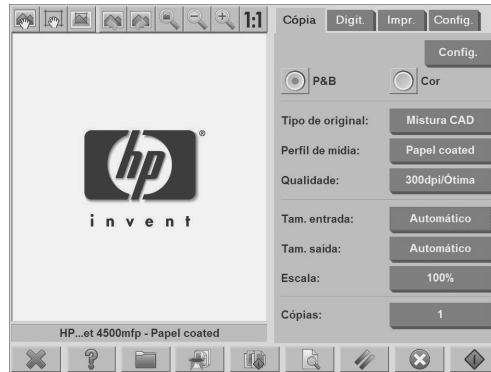 1:1
Cópia Digit. Impr. Config.
Config.
P&B Cor
Tipo de original: Mistura CAD
Perfil de mídia: Papel coated
Qualidade: 300dpi/Ótima
Tam. entrada: Automático
Tam. saída: Automático
Escala: 100%
Cópias: 1
hp ®
invent
HP...et 4500mfp - Papel coated